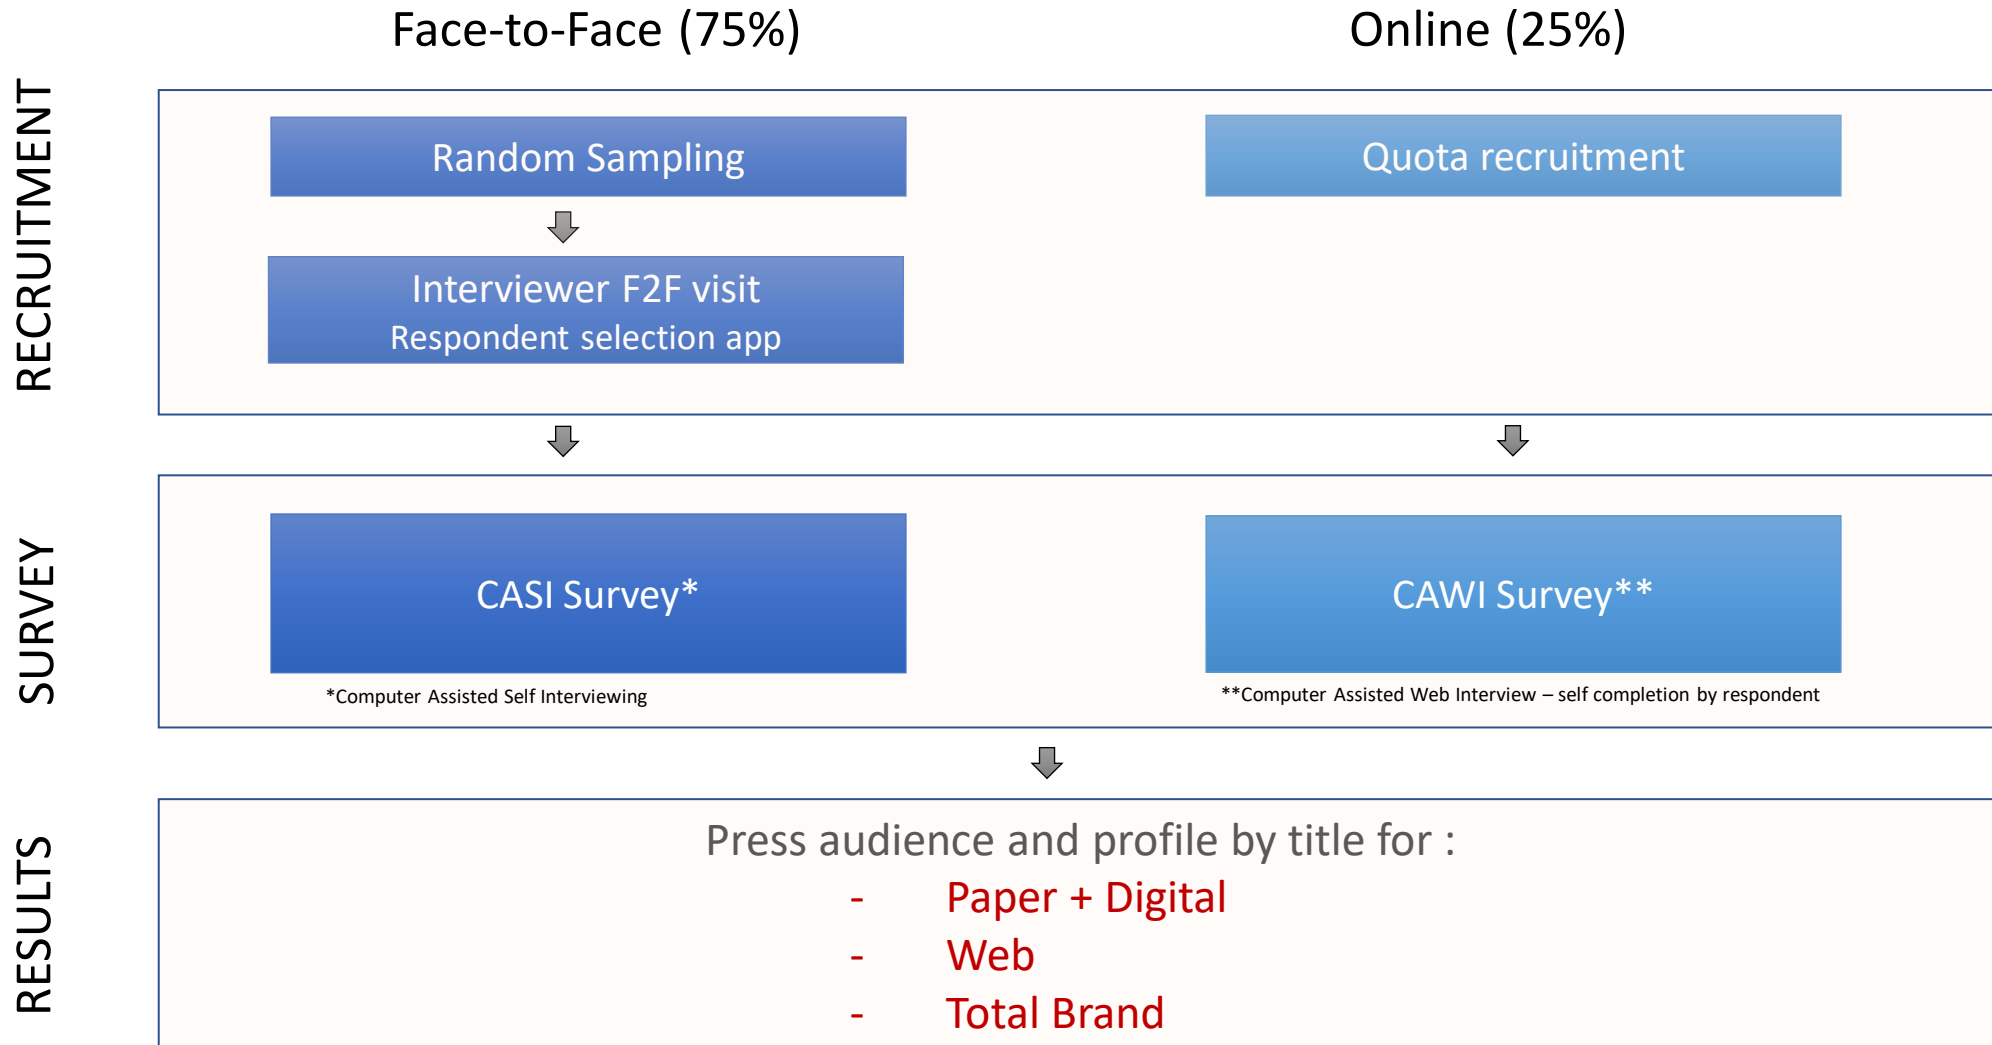 Face-to-Face (75%)
Online (25%)
RECRUITMENT
Random Sampling
Quota recruitment
Interviewer F2F visit
Respondent selection app
SURVEY
CASI Survey*
CAWI Survey**
*Computer Assisted Self Interviewing
**Computer Assisted Web Interview – self completion by respondent
RESULTS
Press audience and profile by title for :
- Paper + Digital
- Web
- Total Brand